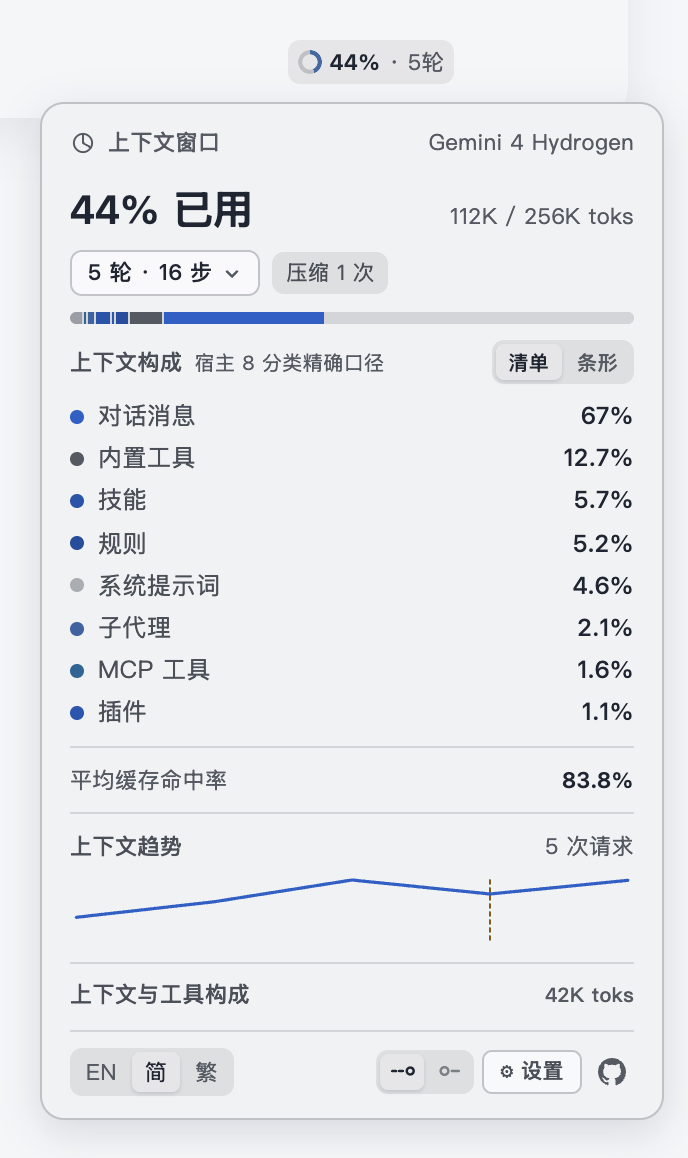 44% · 5轮
上下文窗口 Gemini 4 Hydrogen
44% 已用 112K / 256K toks
5 轮 · 16 步 压缩 1 次
上下文构成 宿主 8 分类精确口径 清单 条形
对话消息 67%
内置工具 12.7%
技能 5.7%
规则 5.2%
系统提示词 4.6%
子代理 2.1%
MCP 工具 1.6%
插件 1.1%
平均缓存命中率 83.8%
上下文趋势 5 次请求
上下文与工具构成 42K toks
EN 简 繁 设置